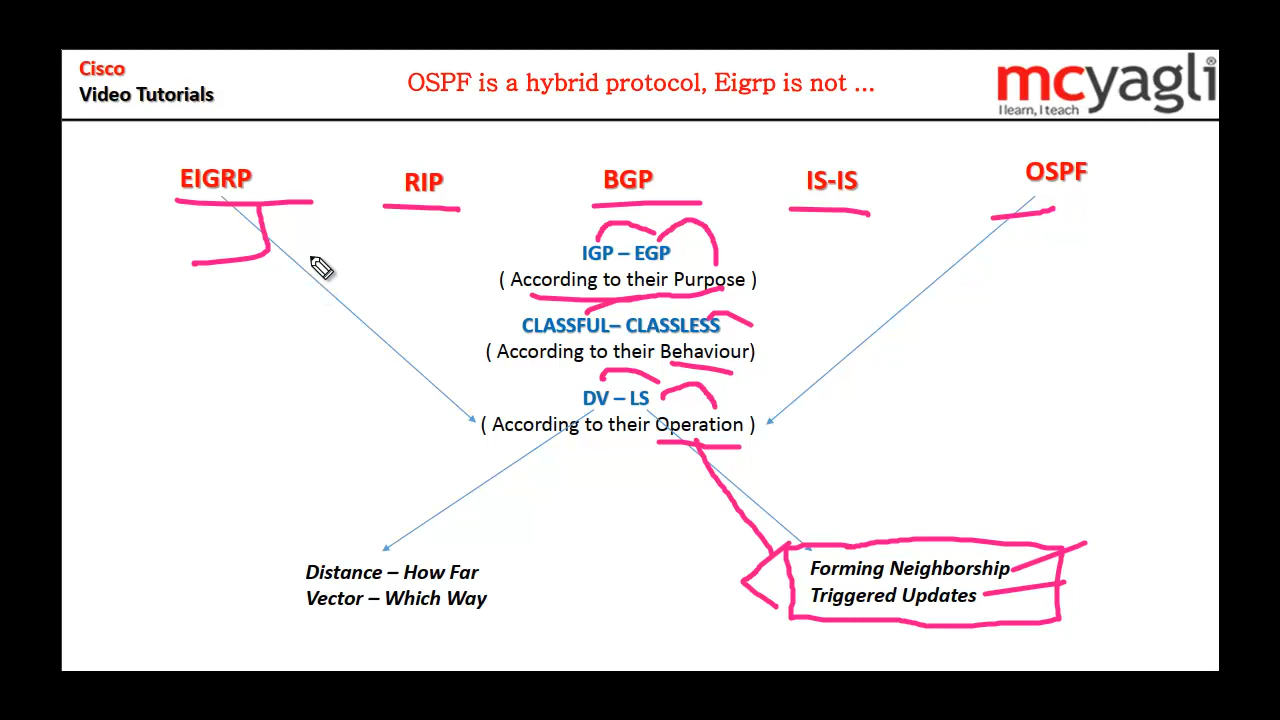 Cisco
Video Tutorials
OSPF is a hybrid protocol, Eigrp is not ...
mcyagli®
I learn, I teach
EIGRP RIP BGP IS-IS OSPF
IGP – EGP
( According to their Purpose )
CLASSFUL– CLASSLESS
( According to their Behaviour)
DV – LS
( According to their Operation )
Distance – How Far
Vector – Which Way
Forming Neighborship
Triggered Updates